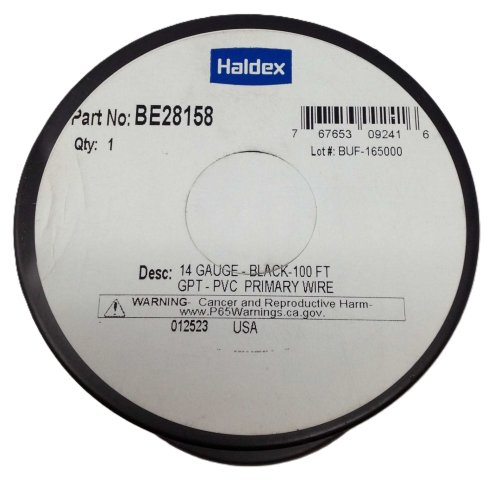 Haldex
Part No: BE28158
Qty: 1
7 67653 09241 6
Lot #: BUF-165000
Desc: 14 GAUGE - BLACK-100 FT
GPT - PVC PRIMARY WIRE
WARNING- Cancer and Reproductive Harm-
www.P65Warnings.ca.gov.
012523 USA